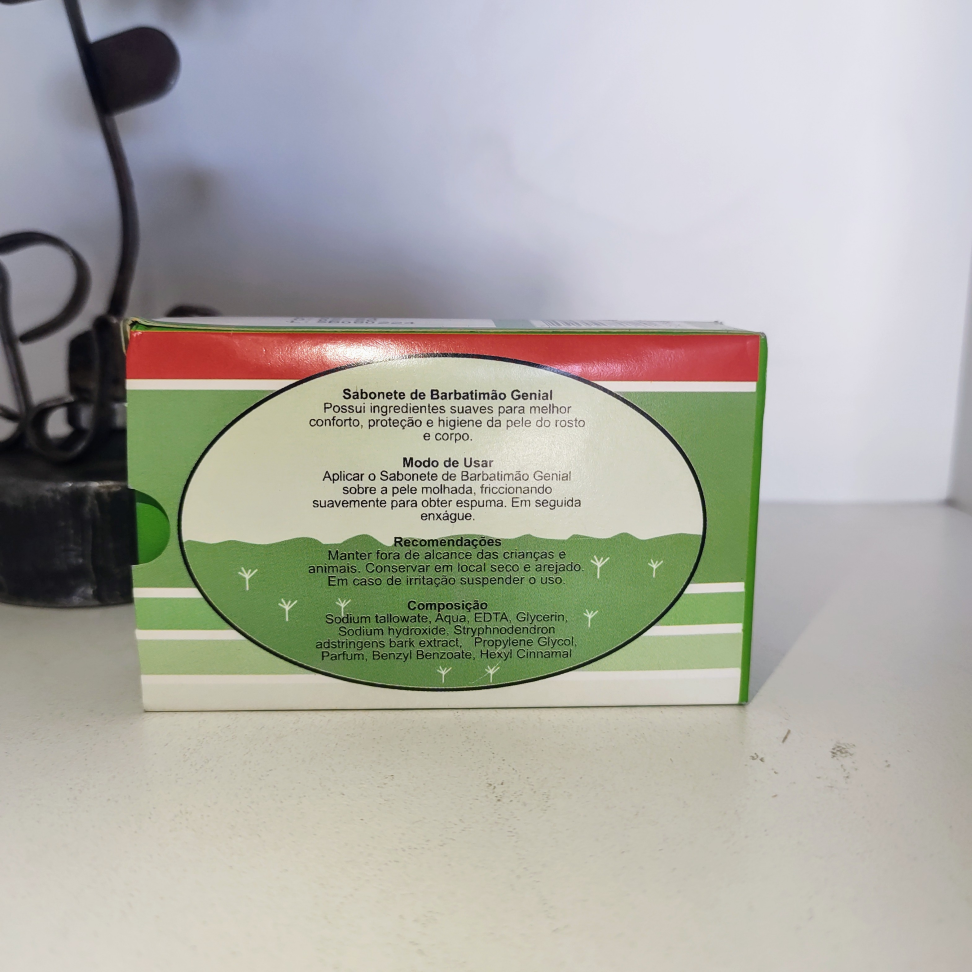 Sabonete de Barbatimão Genial
Possui ingredientes suaves para melhor
conforto, proteção e higiene da pele do rosto
e corpo.
Modo de Usar
Aplicar o Sabonete de Barbatimão Genial
sobre a pele molhada, friccionando
suavemente para obter espuma. Em seguida
enxágue.
Recomendações
Manter fora de alcance das crianças e
animais. Conservar em local seco e arejado.
Em caso de irritação suspender o uso.
Composição
Sodium tallowate, Aqua, EDTA, Glycerin,
Sodium hydroxide. Stryphnodendron
adstringens bark extract, Propylene Glycol,
Parfum, Benzyl Benzoate, Hexyl Cinnamal